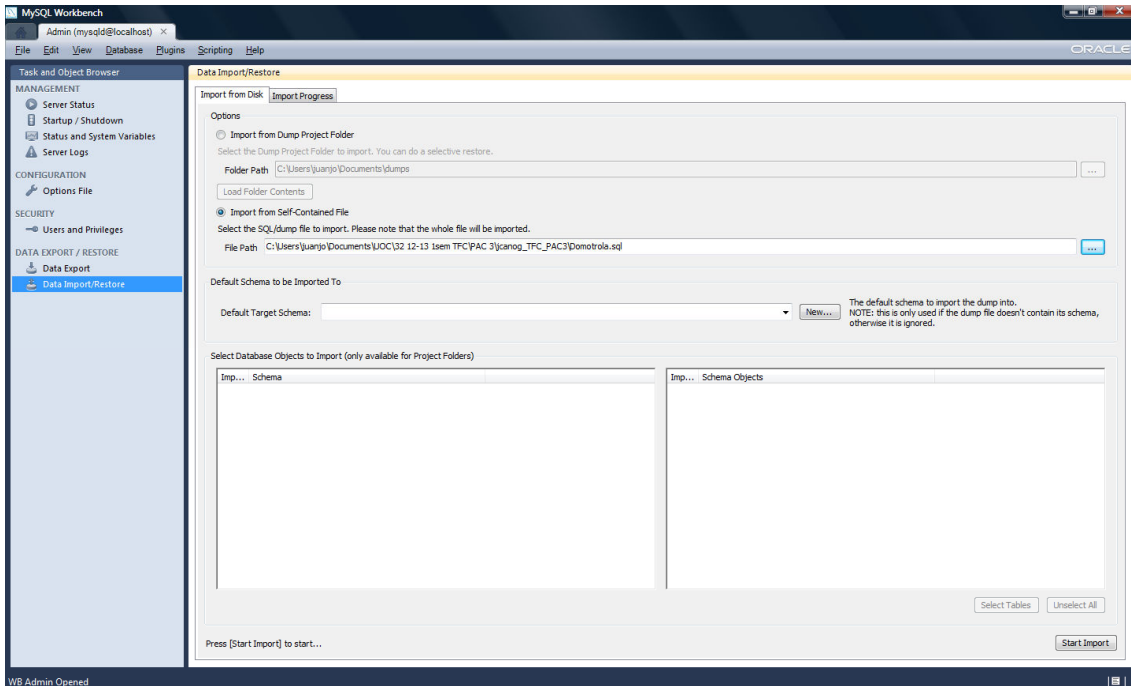 MySQL Workbench
Admin (mysqld@localhost)
File Edit View Database Plugins Scripting Help
ORACLE
Task and Object Browser
MANAGEMENT
Server Status
Startup / Shutdown
Status and System Variables
Server Logs
CONFIGURATION
Options File
SECURITY
Users and Privileges
DATA EXPORT / RESTORE
Data Export
Data Import/Restore
Data Import/Restore
Import from Disk Import Progress
Options
Import from Dump Project Folder
Select the Dump Project Folder to import. You can do a selective restore.
Folder Path C:\Users\juanjo\Documents\dumps ...
Load Folder Contents
Import from Self-Contained File
Select the SQL/dump file to import. Please note that the whole file will be imported.
File Path C:\Users\juanjo\Documents\UOC\32 12-13 1sem TFC\PAC 3\jcanog_TFC_PAC3\Domotrola.sql ...
Default Schema to be Imported To
Default Target Schema: New...
The default schema to import the dump into.
NOTE: this is only used if the dump file doesn't contain its schema,
otherwise it is ignored.
Select Database Objects to Import (only available for Project Folders)
Imp... Schema
Imp... Schema Objects
Select Tables Unselect All
Press [Start Import] to start...
Start Import
WB Admin Opened